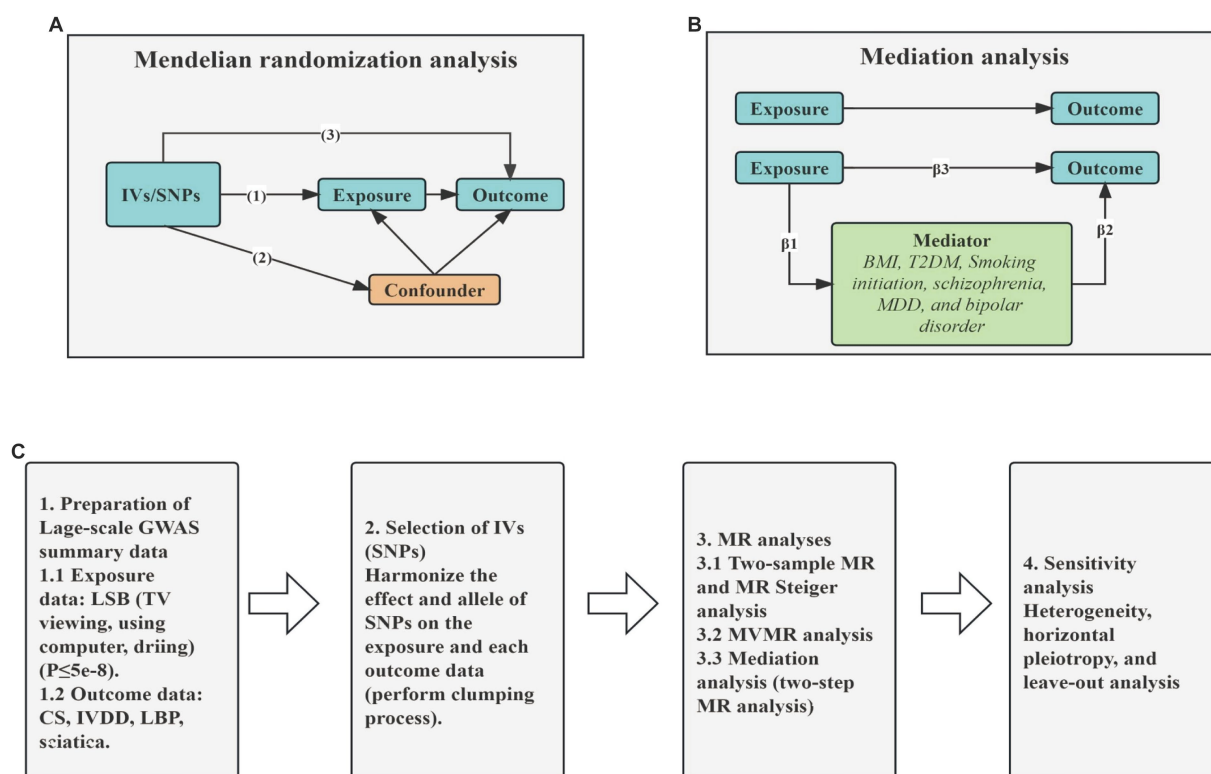 A
Mendelian randomization analysis
(3)
IVs/SNPs
(1)
Exposure
Outcome
(2)
Confounder
B
Mediation analysis
Exposure
Outcome
Exposure
β3
Outcome
β1
Mediator
BMI, T2DM, Smoking
initiation, schizophrenia,
MDD, and bipolar
disorder
β2
C
1. Preparation of
Lage-scale GWAS
summary data
1.1 Exposure
data: LSB (TV
viewing, using
computer, driing)
(P≤5e-8).
1.2 Outcome data:
CS, IVDD, LBP,
sciatica.
2. Selection of IVs
(SNPs)
Harmonize the
effect and allele of
SNPs on the
exposure and each
outcome data
(perform clumping
process).
3. MR analyses
3.1 Two-sample MR
and MR Steiger
analysis
3.2 MVMR analysis
3.3 Mediation
analysis (two-step
MR analysis)
4. Sensitivity
analysis
Heterogeneity,
horizontal
pleiotropy, and
leave-out analysis